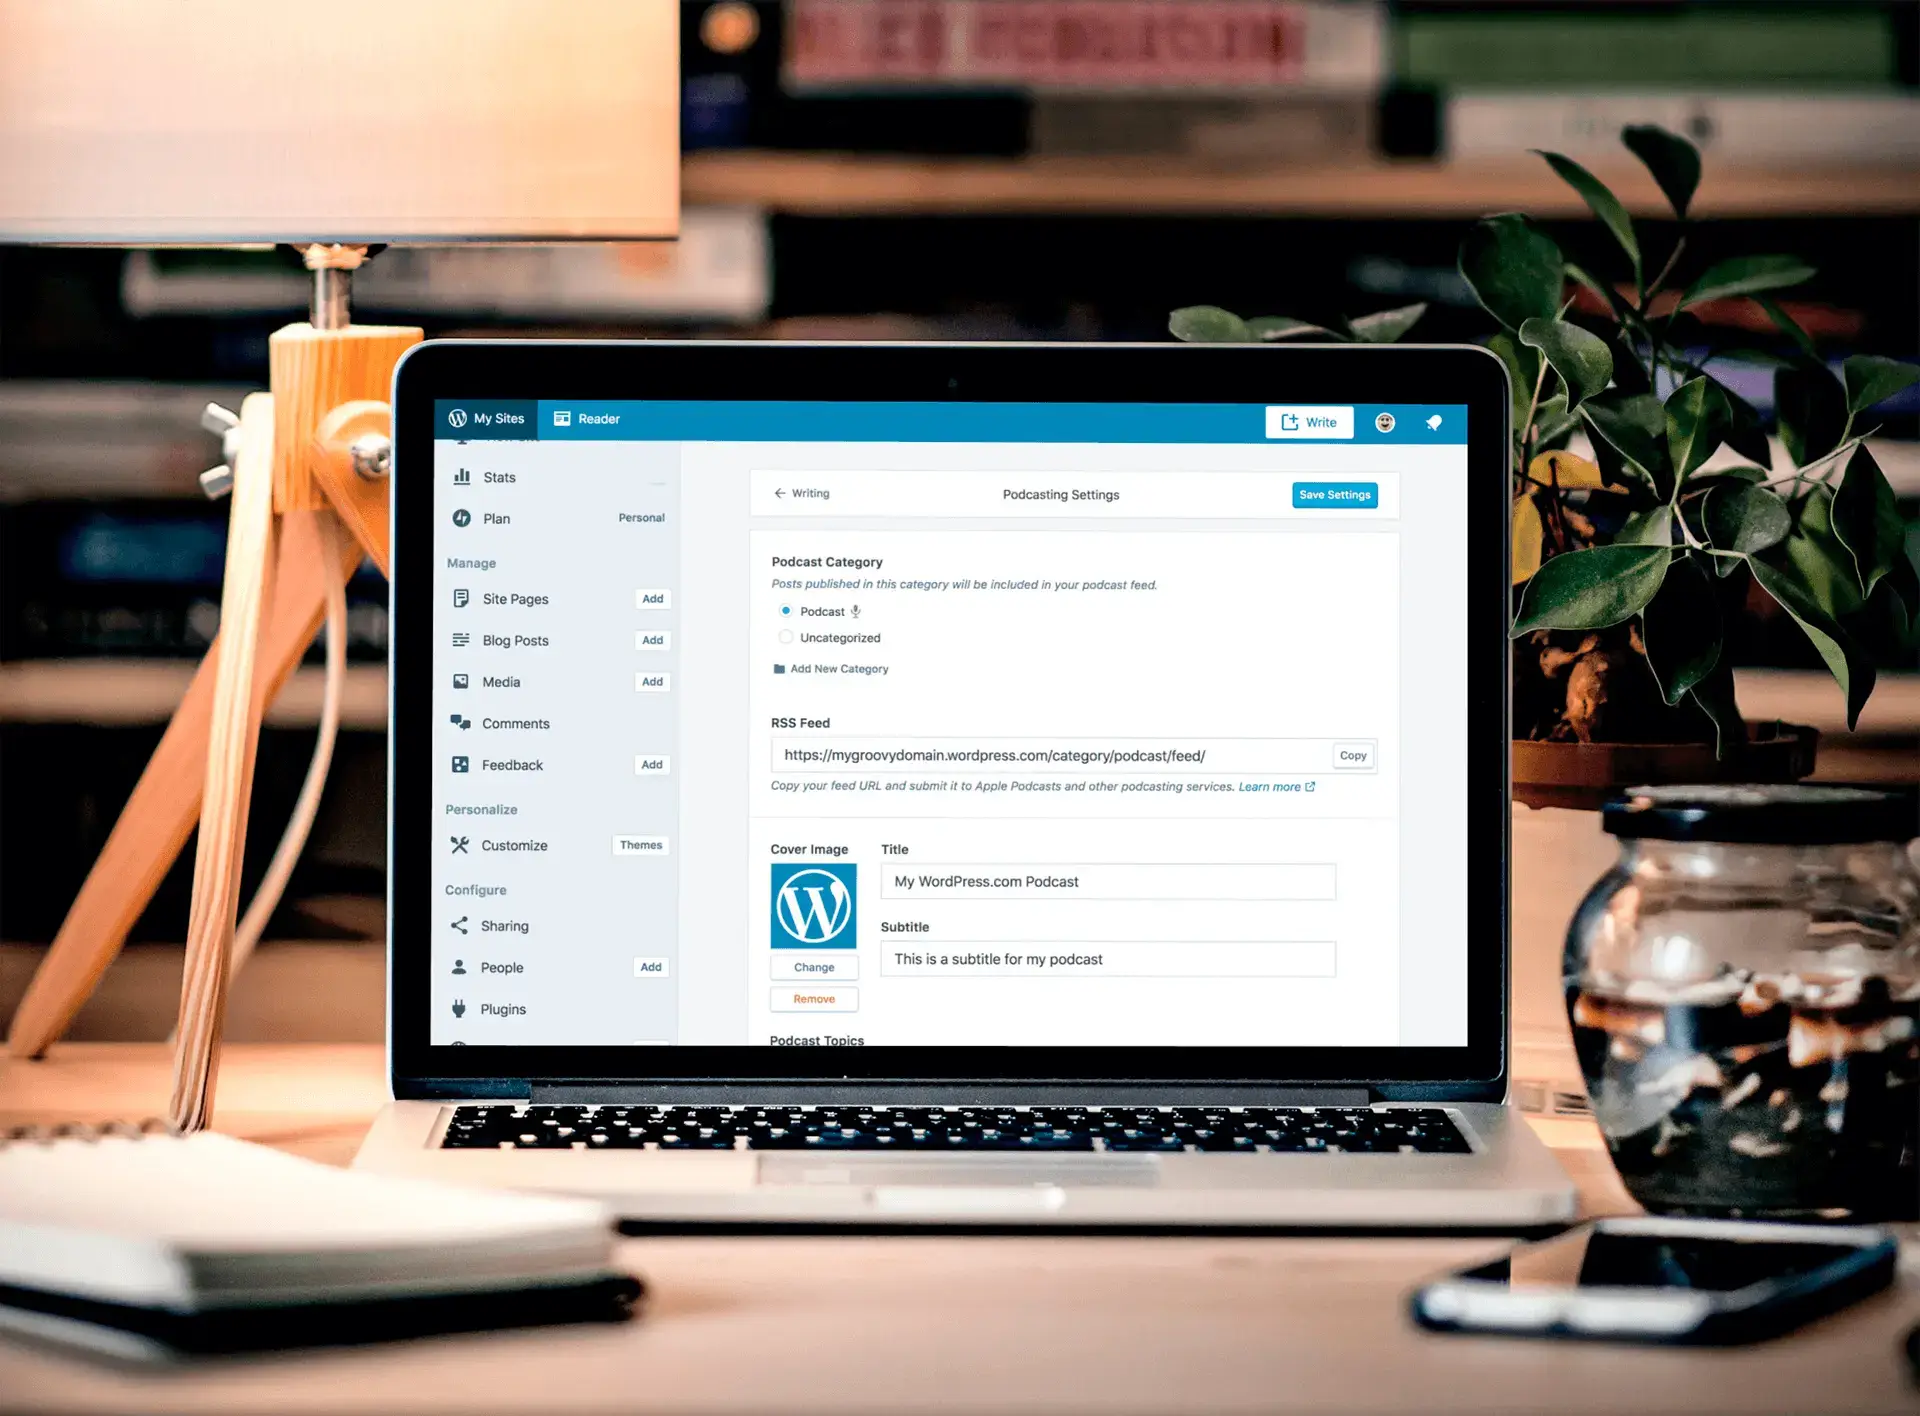 My Sites
Reader
Write
Stats
Plan
Personal
Manage
Site Pages
Add
Blog Posts
Add
Media
Add
Comments
Feedback
Add
Personalize
Customize
Themes
Configure
Sharing
People
Add
Plugins
Writing
Podcasting Settings
Save Settings
Podcast Category
Posts published in this category will be included in your podcast feed.
Podcast
Uncategorized
Add New Category
RSS Feed
https://mygroovydomain.wordpress.com/category/podcast/feed/
Copy
Copy your feed URL and submit it to Apple Podcasts and other podcasting services. Learn more
Cover Image
Title
My WordPress.com Podcast
Subtitle
This is a subtitle for my podcast
Change
Remove
Podcast Topics